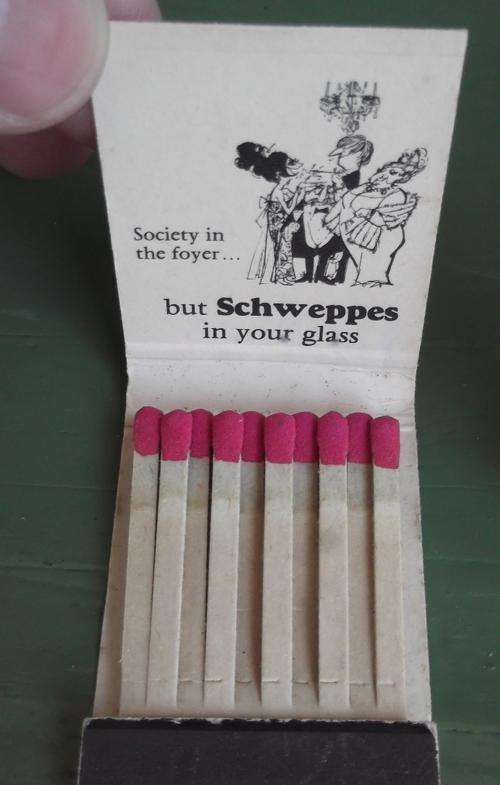 Society in
the foyer...
but Schweppes
in your glass